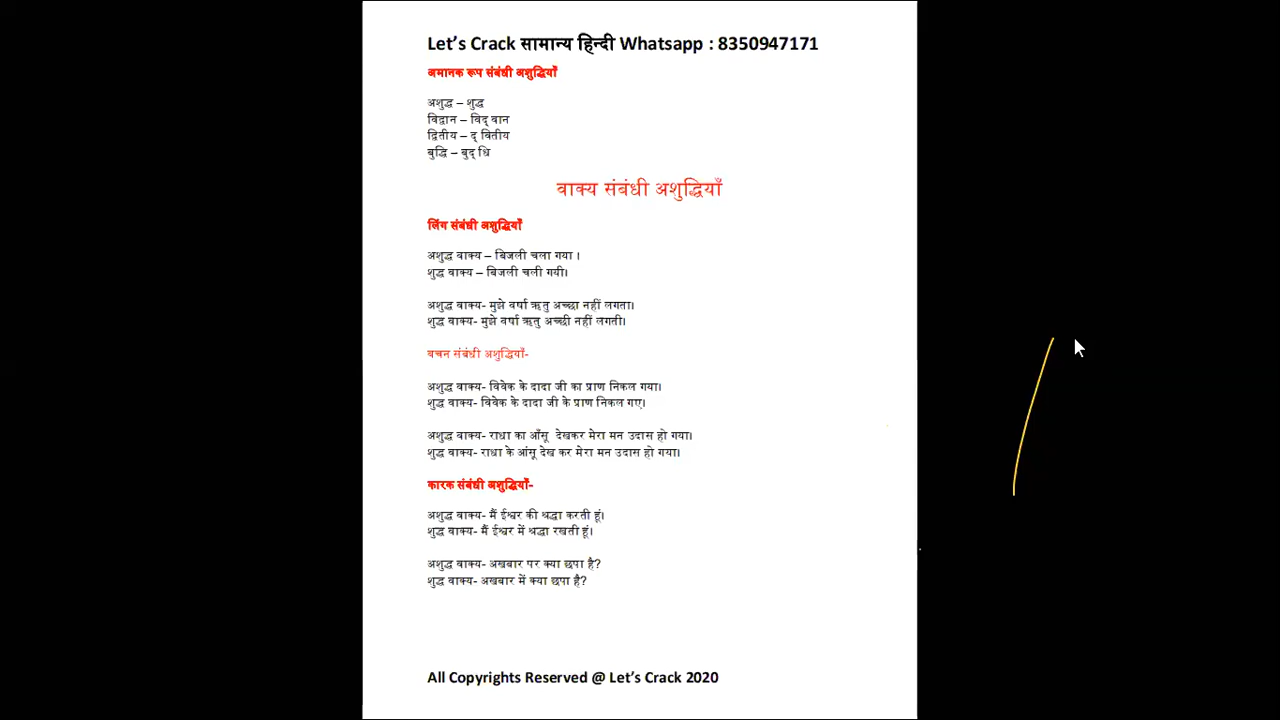 Let’s Crack सामान्य हिन्दी Whatsapp : 8350947171
अमानक रूप संबंधी अशुद्धियाँ
अशुद्ध – शुद्ध
विद्वान – विद् वान
द्वितीय – द् वितीय
बुद्धि – बुद् धि
वाक्य संबंधी अशुद्धियाँ
लिंग संबंधी अशुद्धियाँ
अशुद्ध वाक्य – बिजली चला गया ।
शुद्ध वाक्य – बिजली चली गयी।
अशुद्ध वाक्य- मुझे वर्षा ऋतु अच्छा नहीं लगता।
शुद्ध वाक्य- मुझे वर्षा ऋतु अच्छी नहीं लगती।
वचन संबंधी अशुद्धियाँ-
अशुद्ध वाक्य- विवेक के दादा जी का प्राण निकल गया।
शुद्ध वाक्य- विवेक के दादा जी के प्राण निकल गए।
अशुद्ध वाक्य- राधा का आँसू देखकर मेरा मन उदास हो गया।
शुद्ध वाक्य- राधा के आंसू देख कर मेरा मन उदास हो गया।
कारक संबंधी अशुद्धियाँ-
अशुद्ध वाक्य- मैं ईश्वर की श्रद्धा करती हूं।
शुद्ध वाक्य- मैं ईश्वर में श्रद्धा रखती हूं।
अशुद्ध वाक्य- अखबार पर क्या छपा है?
शुद्ध वाक्य- अखबार में क्या छपा है?
All Copyrights Reserved @ Let’s Crack 2020